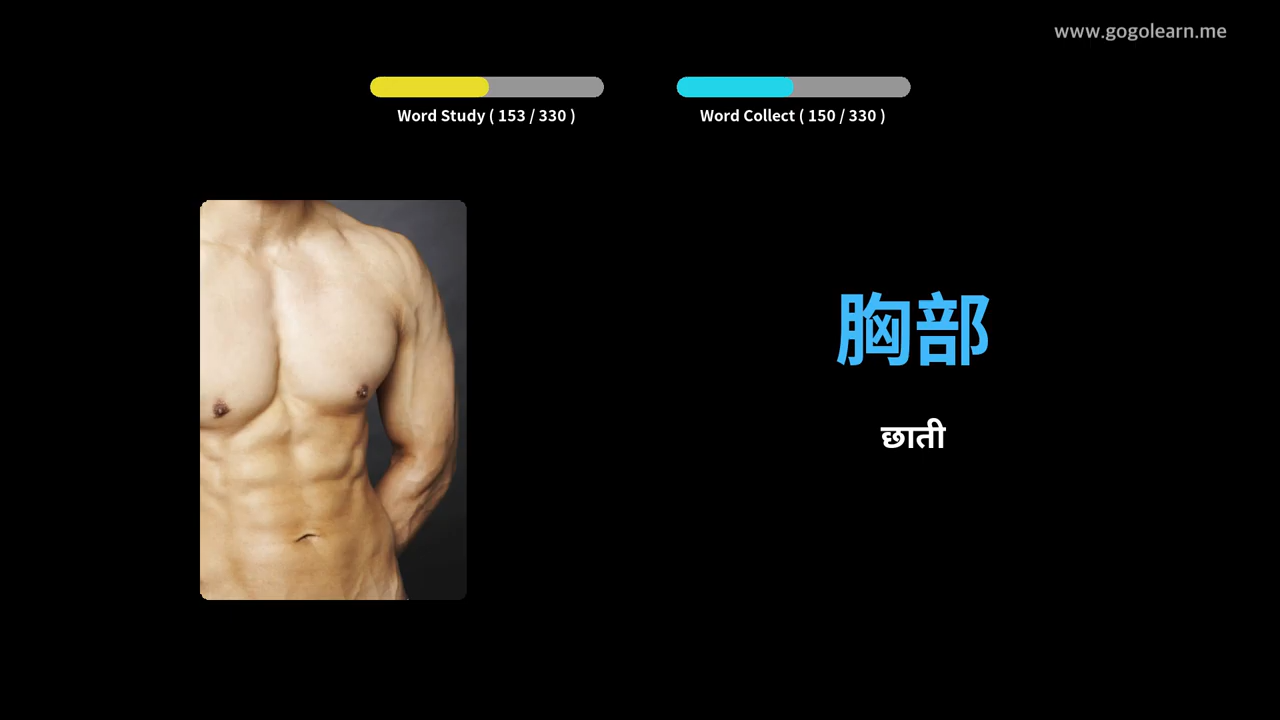 www.gogolearn.me
Word Study ( 153 / 330 )
Word Collect ( 150 / 330 )
胸部
छाती